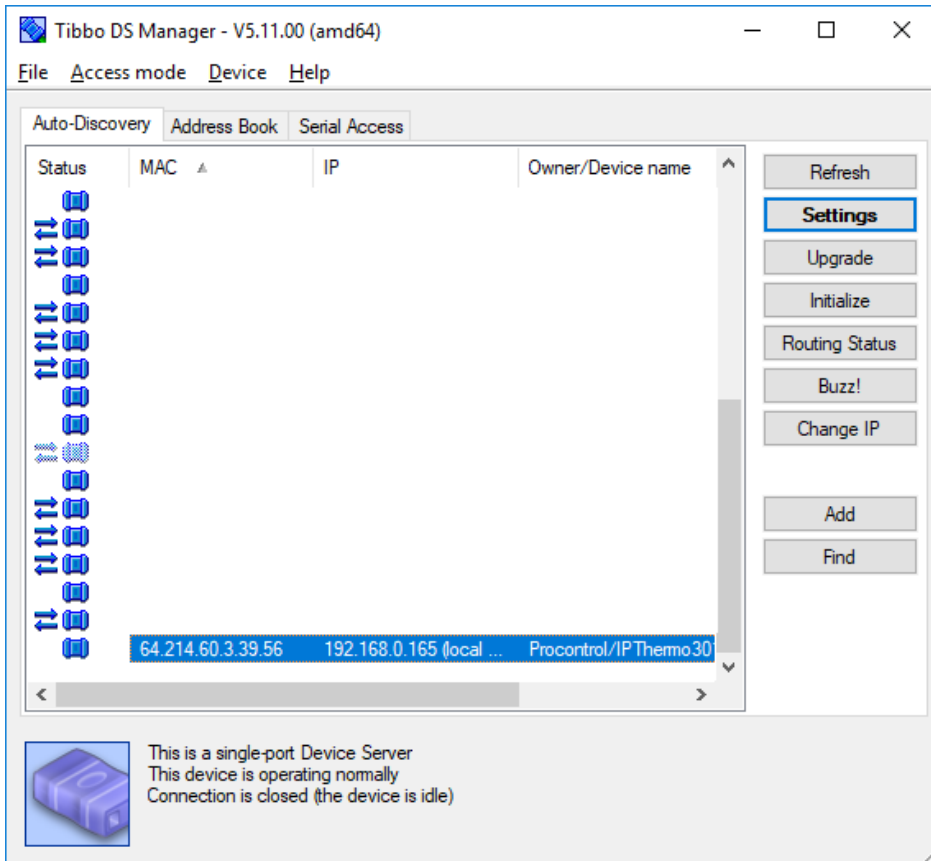 Tibbo DS Manager - V5.11.00 (amd64)
File Access mode Device Help
Auto-Discovery Address Book Serial Access
Status MAC IP Owner/Device name
Refresh
Settings
Upgrade
Initialize
Routing Status
Buzz!
Change IP
Add
Find
64.214.60.3.39.56 192.168.0.165 (local ... Procontrol/IPThermo301
This is a single-port Device Server
This device is operating normally
Connection is closed (the device is idle)